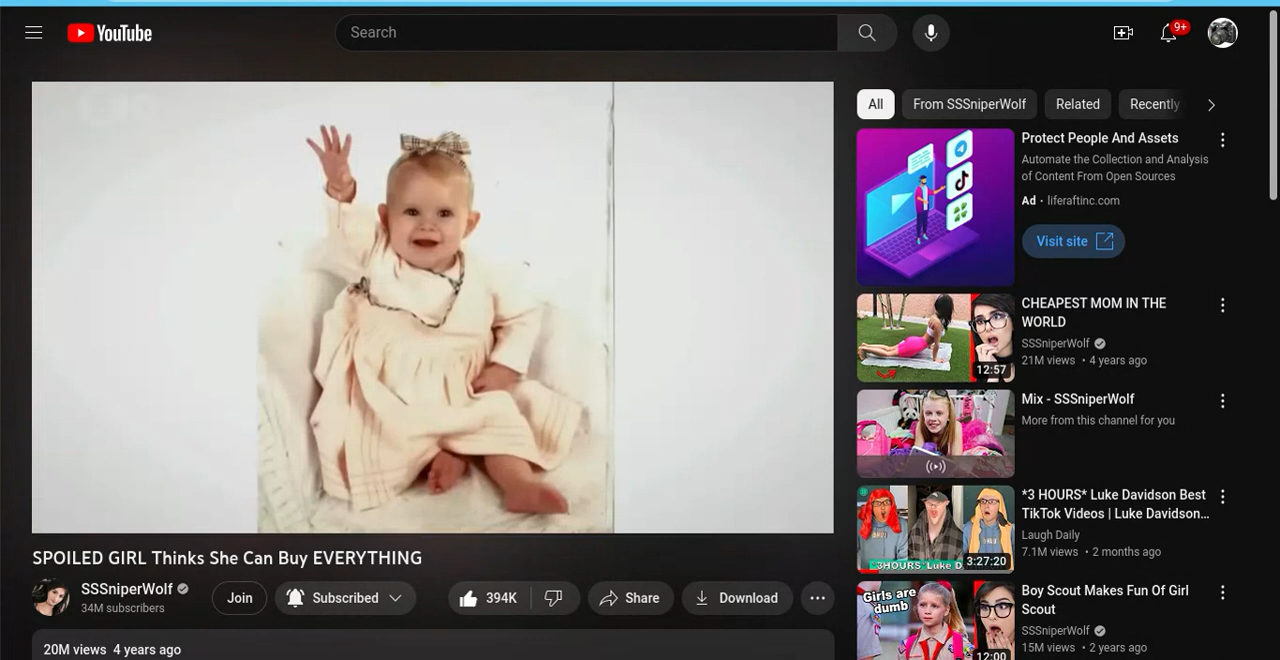 YouTube
Search
9+
All
From SSSniperWolf
Related
Recently
Protect People And Assets
Automate the Collection and Analysis
of Content From Open Sources
Ad · liferaftinc.com
Visit site
CHEAPEST MOM IN THE
WORLD
SSSniperWolf
21M views • 4 years ago
12:57
Mix - SSSniperWolf
More from this channel for you
*3 HOURS* Luke Davidson Best
TikTok Videos | Luke Davidson...
Laugh Daily
7.1M views • 2 months ago
*3HOURS* Luke D
3:27:20
Boy Scout Makes Fun Of Girl
Scout
SSSniperWolf
15M views • 2 years ago
Girls are
dumb
12:00
SPOILED GIRL Thinks She Can Buy EVERYTHING
SSSniperWolf
34M subscribers
Join
Subscribed
394K
Share
Download
20M views 4 years ago